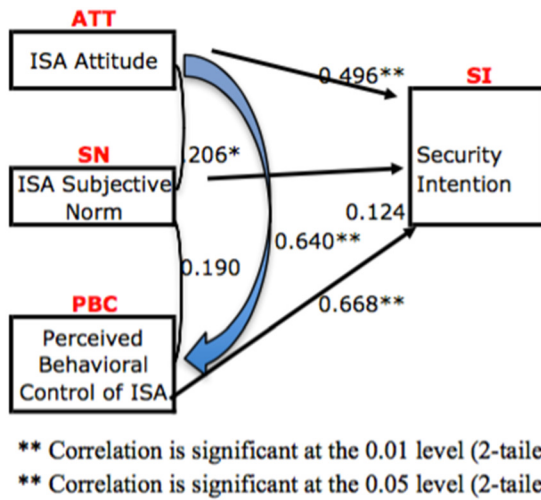 ATT
ISA Attitude
0.496**
SI
SN
206*
Security
Intention
ISA Subjective
Norm
0.124
0.640**
0.190
PBC
0.668**
Perceived
Behavioral
Control of ISA
** Correlation is significant at the 0.01 level (2-taile
** Correlation is significant at the 0.05 level (2-taile